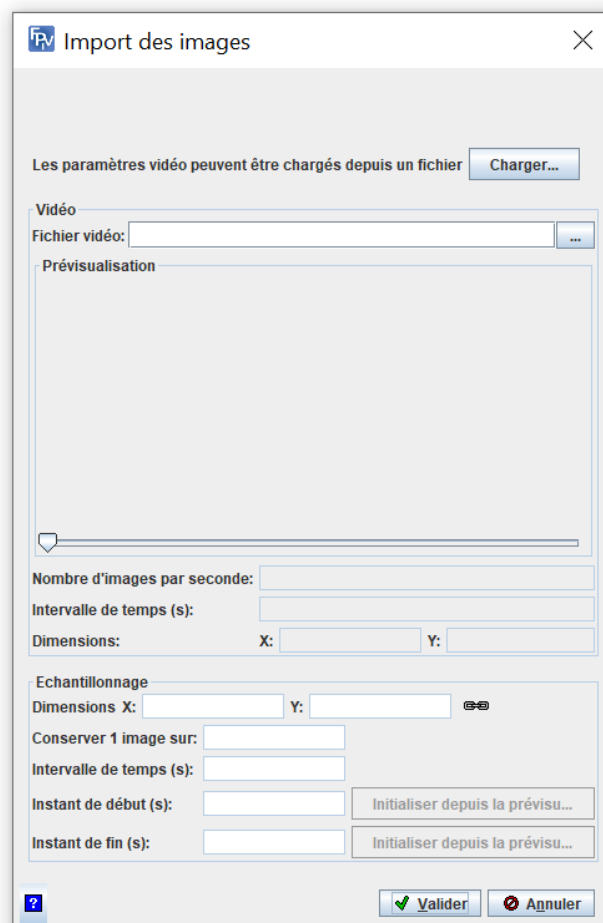 FPIV Import des images
Les paramètres vidéo peuvent être chargés depuis un fichier Charger...
Vidéo
Fichier vidéo: ...
Prévisualisation
Nombre d'images par seconde:
Intervalle de temps (s):
Dimensions: X: Y:
Echantillonnage
Dimensions X: Y:
Conserver 1 image sur:
Intervalle de temps (s):
Instant de début (s): Initialiser depuis la prévisu...
Instant de fin (s): Initialiser depuis la prévisu...
? Valider Annuler